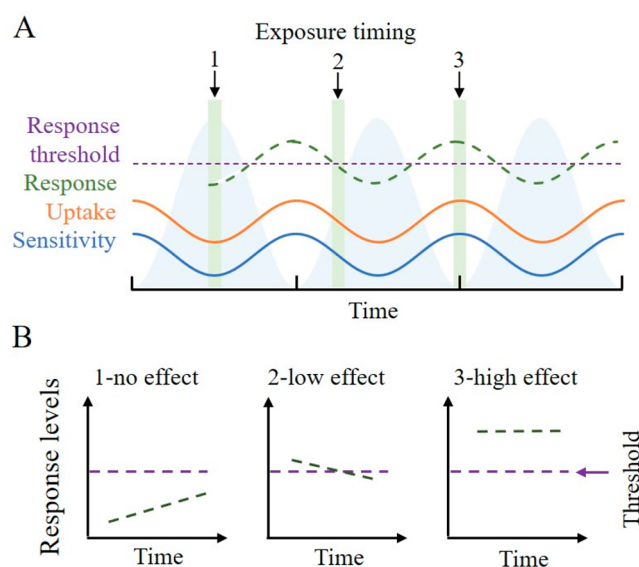 A
Exposure timing
1 2 3
Response
threshold
Response
Uptake
Sensitivity
Time
B
1-no effect 2-low effect 3-high effect
Response levels
Threshold
Time Time Time